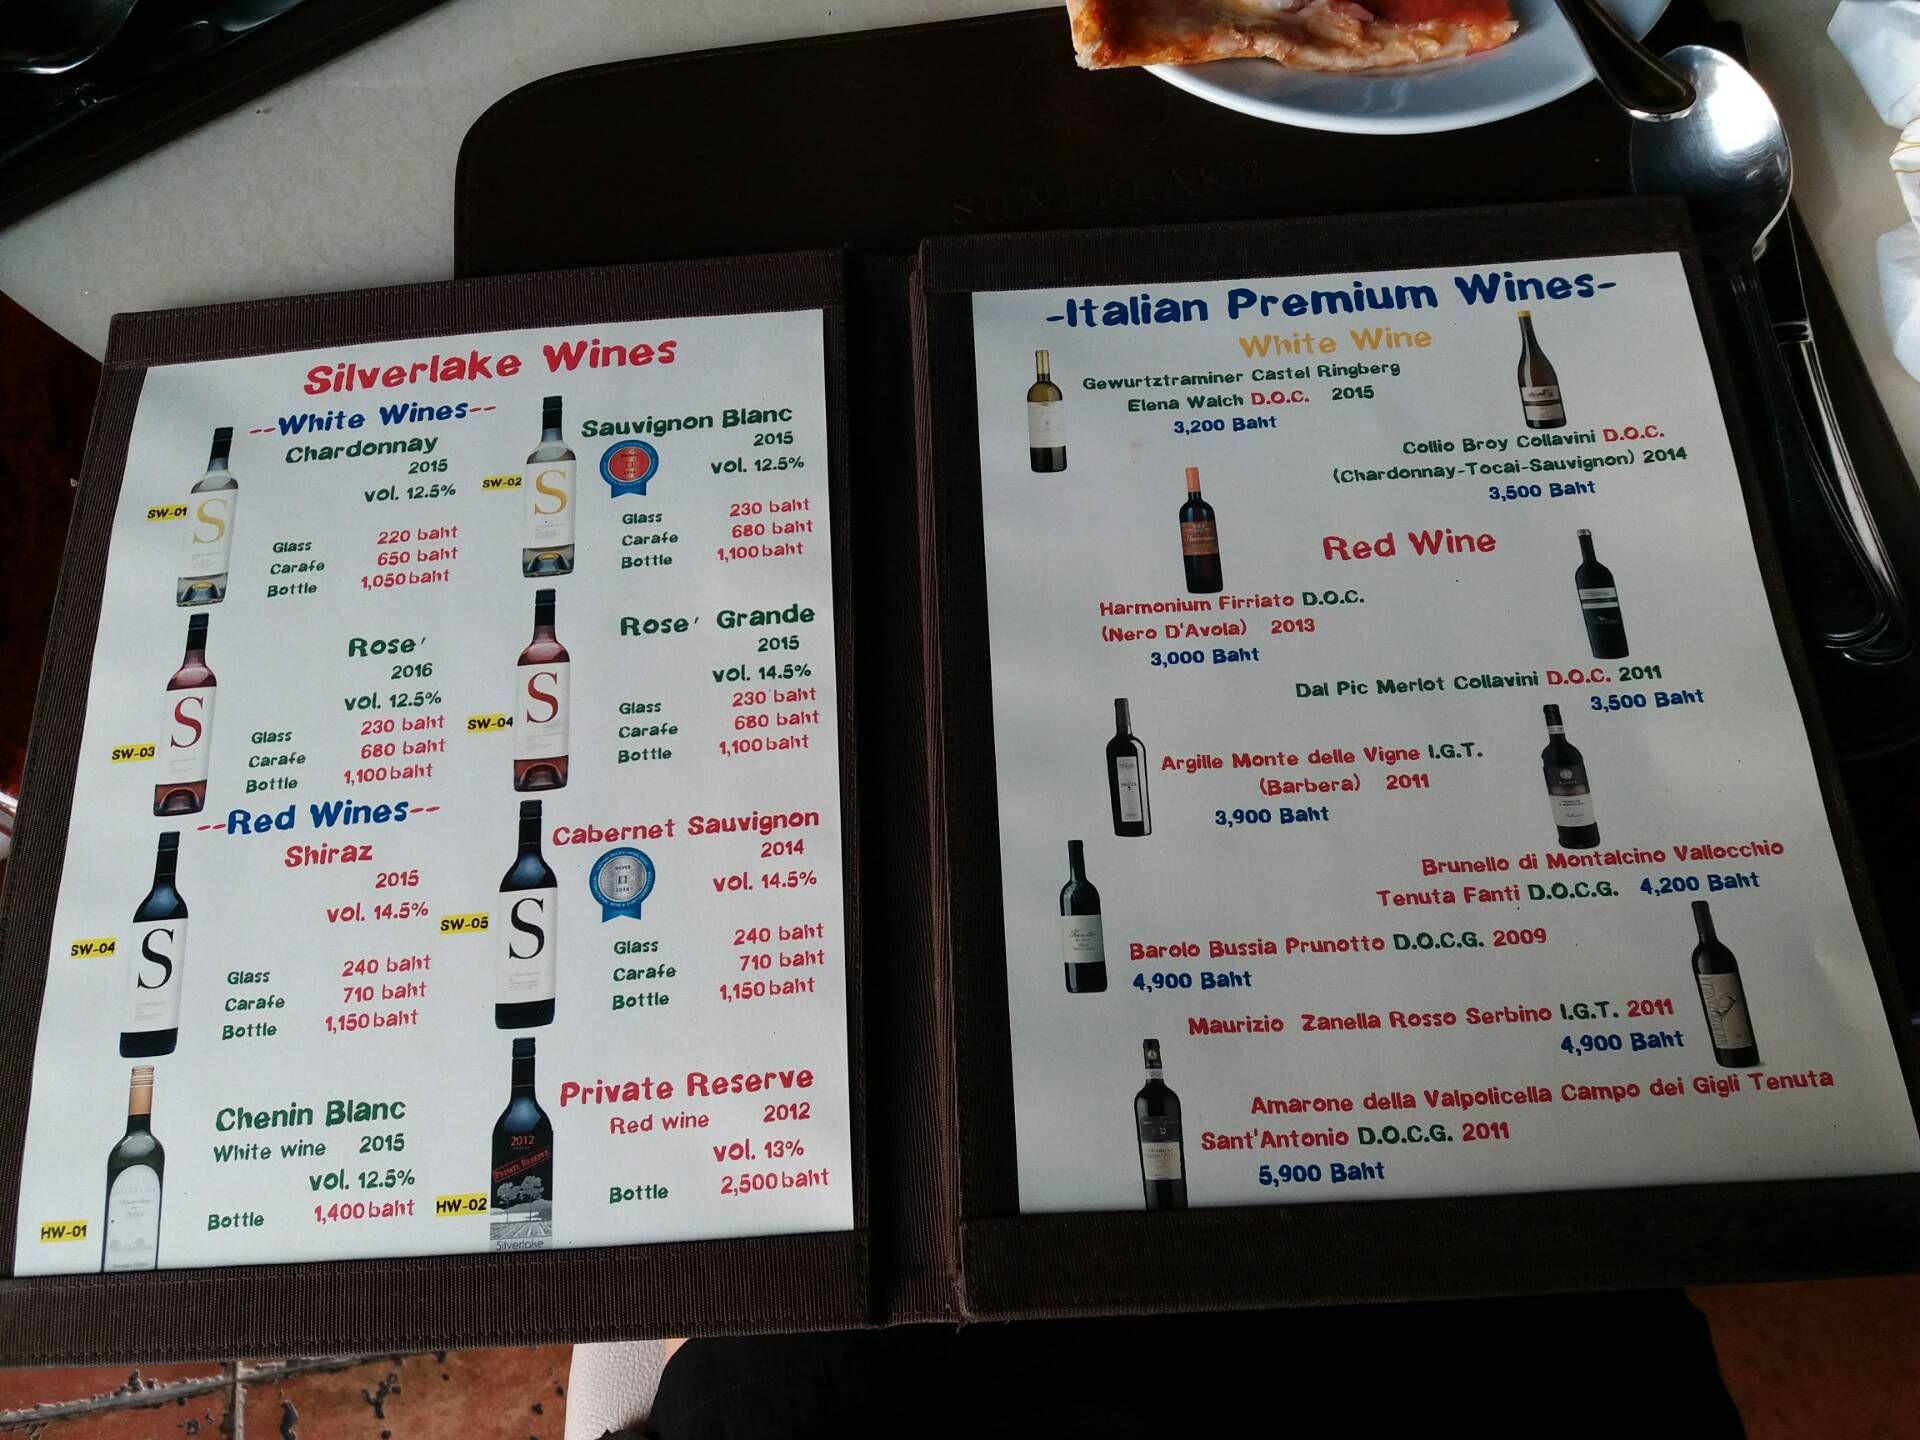 SILVERLAKE
Silverlake Wines
--White Wines--
Chardonnay
2015
vol. 12.5%
SW-01
Glass 220 baht
Carafe 650 baht
Bottle 1,050 baht
Sauvignon Blanc
2015
vol. 12.5%
SW-02
Glass 230 baht
Carafe 680 baht
Bottle 1,100 baht
Rose'
2016
vol. 12.5%
SW-03
Glass 230 baht
Carafe 680 baht
Bottle 1,100 baht
Rose' Grande
2015
vol. 14.5%
SW-04
Glass 230 baht
Carafe 680 baht
Bottle 1,100 baht
--Red Wines--
Shiraz
2015
vol. 14.5%
SW-04
Glass 240 baht
Carafe 710 baht
Bottle 1,150 baht
Cabernet Sauvignon
2014
vol. 14.5%
SW-05
Glass 240 baht
Carafe 710 baht
Bottle 1,150 baht
Chenin Blanc
White wine 2015
vol. 12.5%
Bottle 1,400 baht
HW-01
Private Reserve
Red wine 2012
vol. 13%
Bottle 2,500 baht
HW-02
S
S
S
S
S
S
2012
PRIVATE RESERVE
Silverlake
-Italian Premium Wines-
White Wine
Gewurtztraminer Castel Ringberg
Elena Walch D.O.C. 2015
3,200 Baht
Collio Broy Collavini D.O.C.
(Chardonnay-Tocai-Sauvignon) 2014
3,500 Baht
Red Wine
Harmonium Firriato D.O.C.
(Nero D'Avola) 2013
3,000 Baht
Dal Pic Merlot Collavini D.O.C. 2011
3,500 Baht
Argille Monte delle Vigne I.G.T.
(Barbera) 2011
3,900 Baht
Brunello di Montalcino Vallocchio
Tenuta Fanti D.O.C.G. 4,200 Baht
Barolo Bussia Prunotto D.O.C.G. 2009
4,900 Baht
Maurizio Zanella Rosso Serbino I.G.T. 2011
4,900 Baht
Amarone della Valpolicella Campo dei Gigli Tenuta
Sant'Antonio D.O.C.G. 2011
5,900 Baht